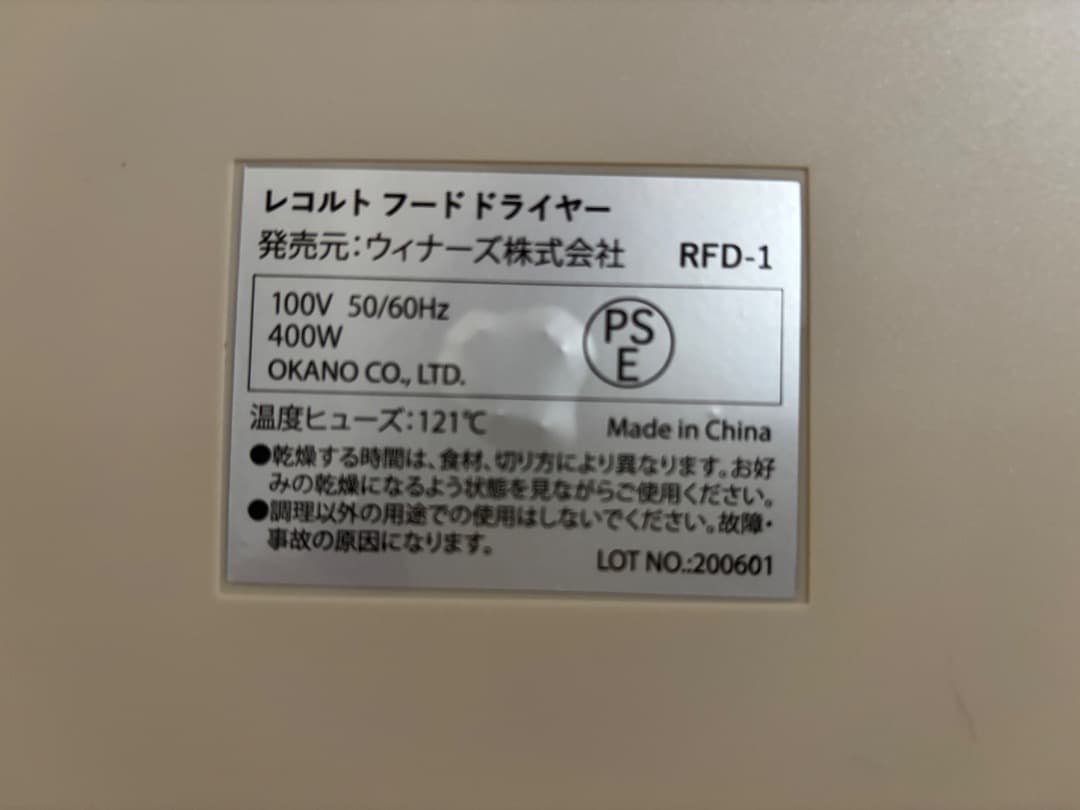 レコルト フードドライヤー
発売元:ウィナーズ株式会社 RFD-1
100V 50/60Hz
400W
OKANO CO., LTD.
PS
E
温度ヒューズ:121℃ Made in China
●乾燥する時間は、食材、切り方により異なります。お好
みの乾燥になるよう状態を見ながらご使用ください。
●調理以外の用途での使用はしないでください。故障・
事故の原因になります。
LOT NO.:200601